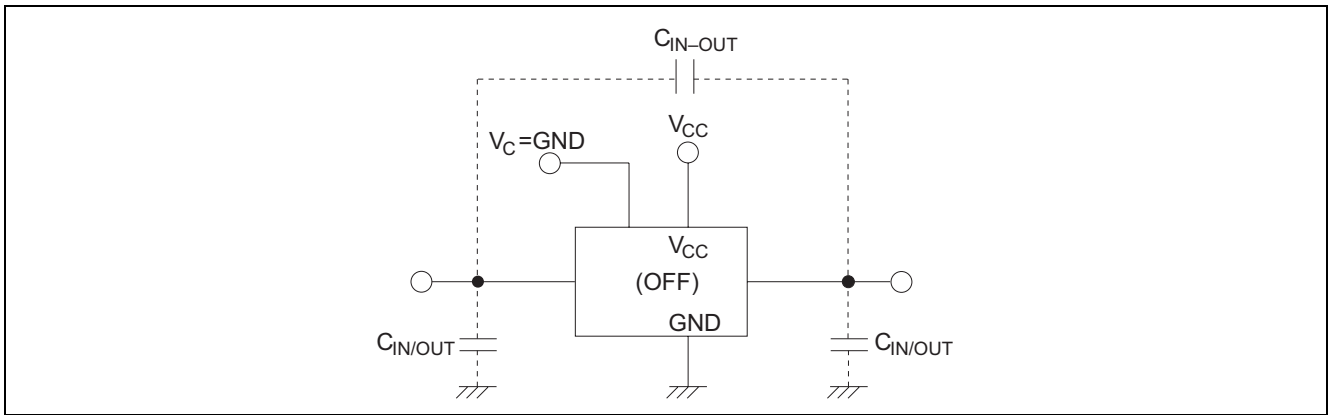 C_IN–OUT
V_C=GND
V_CC
V_CC
(OFF)
GND
C_IN/OUT
C_IN/OUT